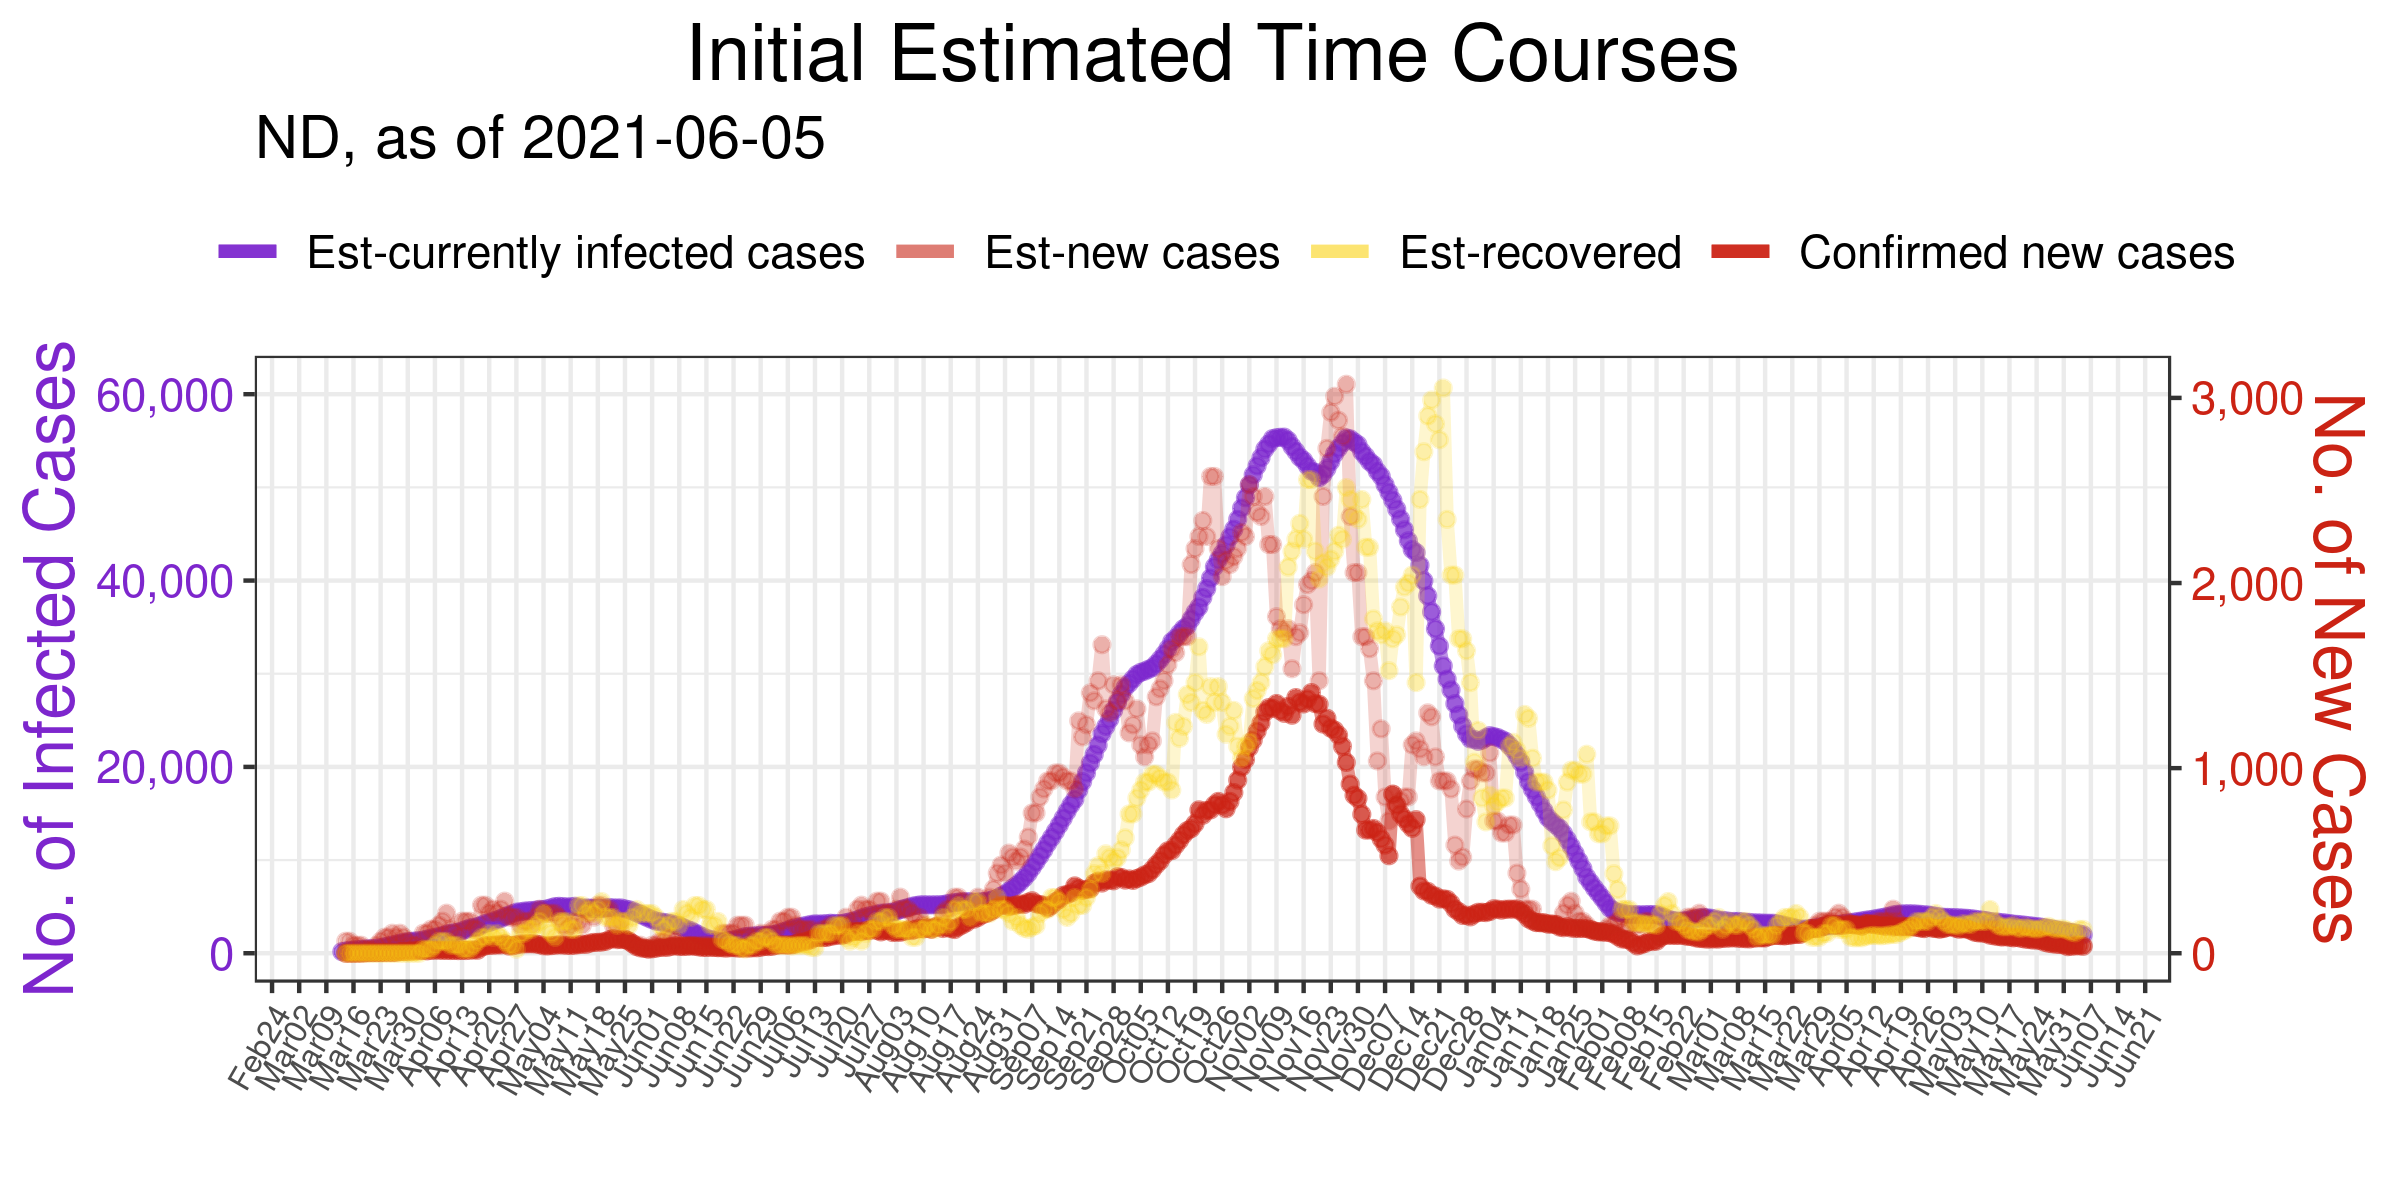 Initial Estimated Time Courses
ND, as of 2021-06-05
Est-currently infected cases Est-new cases Est-recovered Confirmed new cases
No. of Infected Cases
60,000
40,000
20,000
0
3,000
2,000
1,000
0
No. of New Cases
Feb24 Mar02 Mar09 Mar16 Mar23 Mar30 Apr06 Apr13 Apr20 Apr27 May04 May11 May18 May25 Jun01 Jun08 Jun15 Jun22 Jun29 Jul06 Jul13 Jul20 Jul27 Aug03 Aug10 Aug17 Aug24 Aug31 Sep07 Sep14 Sep21 Sep28 Oct05 Oct12 Oct19 Oct26 Nov02 Nov09 Nov16 Nov23 Nov30 Dec07 Dec14 Dec21 Dec28 Jan04 Jan11 Jan18 Jan25 Feb01 Feb08 Feb15 Feb22 Mar01 Mar08 Mar15 Mar22 Mar29 Apr05 Apr12 Apr19 Apr26 May03 May10 May17 May24 May31 Jun07 Jun14 Jun21